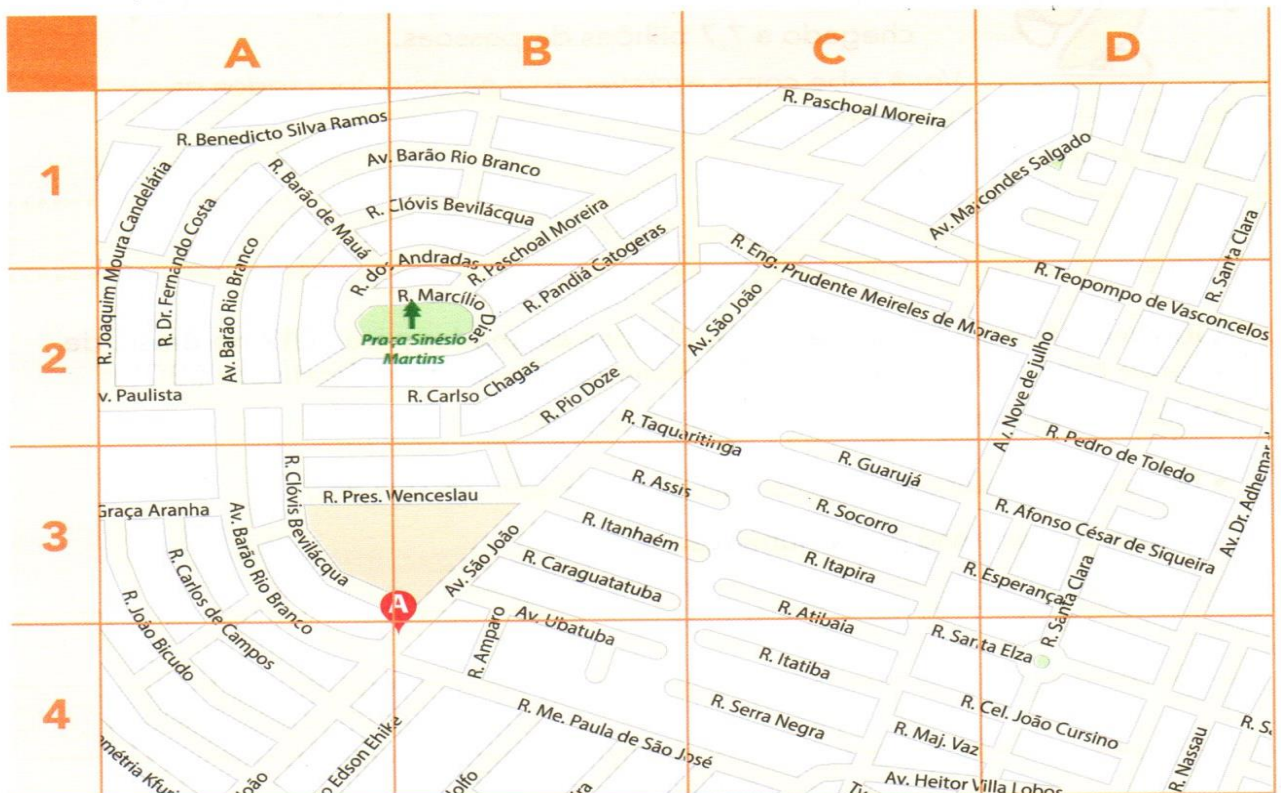 A B C D
1
2
3
4
R. Benedicto Silva Ramos
R. Paschoal Moreira
R. Joaquim Moura Candelária
R. Dr. Fernando Costa
R. Barão de Mauá
Av. Barão Rio Branco
Av. Barão Rio Branco
R. Clóvis Bevilácqua
R. dos Andradas
R. Paschoal Moreira
R. Pandiá Catogeras
Av. Marcondes Salgado
R. Santa Clara
R. Eng. Prudente Meireles de Moraes
R. Teopompo de Vasconcelos
R. Marcílio Dias
Praça Sinésio
Martins
Av. São João
v. Paulista
R. Carlso Chagas
R. Pio Doze
R. Taquaritinga
Av. Nove de julho
R. Pedro de Toledo
R. Guarujá
R. Clóvis Bevilácqua
R. Pres. Wenceslau
R. Assis
R. Socorro
R. Afonso César de Siqueira
Av. Dr. Adhemar
Graça Aranha
Av. Barão Rio Branco
R. Itanhaém
R. Itapira
Av. São João
R. Caraguatatuba
R. Esperança
R. Santa Clara
R. Carlos de Campos
R. João Bicudo
A
R. Amparo
Av. Ubatuba
R. Atibaia
R. Santa Elza
R. Itatiba
R. Me. Paula de São José
R. Serra Negra
R. Maj. Vaz
R. Cel. João Cursino
R. Nassau
Edson Ehike
Av. Heitor Villa Lobos